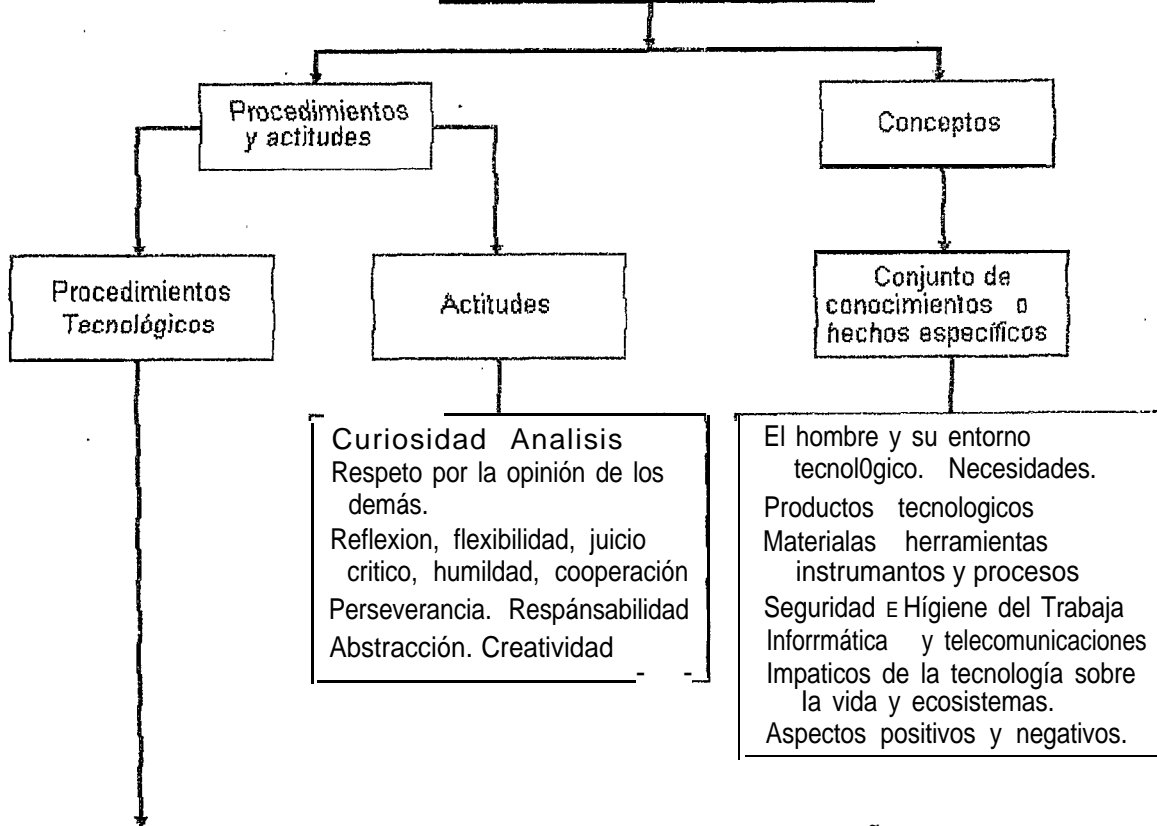 Procedimientos
y actitudes
Conceptos
Procedimientos
Tecnológicos
Actitudes
Conjunto de
conocimientos o
hechos específicos
Curiosidad Analisis
Respeto por la opinión de los
demás.
Reflexion, flexibilidad, juicio
critico, humildad, cooperación
Perseverancia. Respánsabilidad
Abstracción. Creatividad
El hombre y su entorno
tecnol0gico. Necesidades.
Productos tecnologicos
Materialas herramientas
instrumantos y procesos
Seguridad E Hígiene del Trabaja
Inforrmática y telecomunicaciones
Impaticos de la tecnología sobre
la vida y ecosistemas.
Aspectos positivos y negativos.